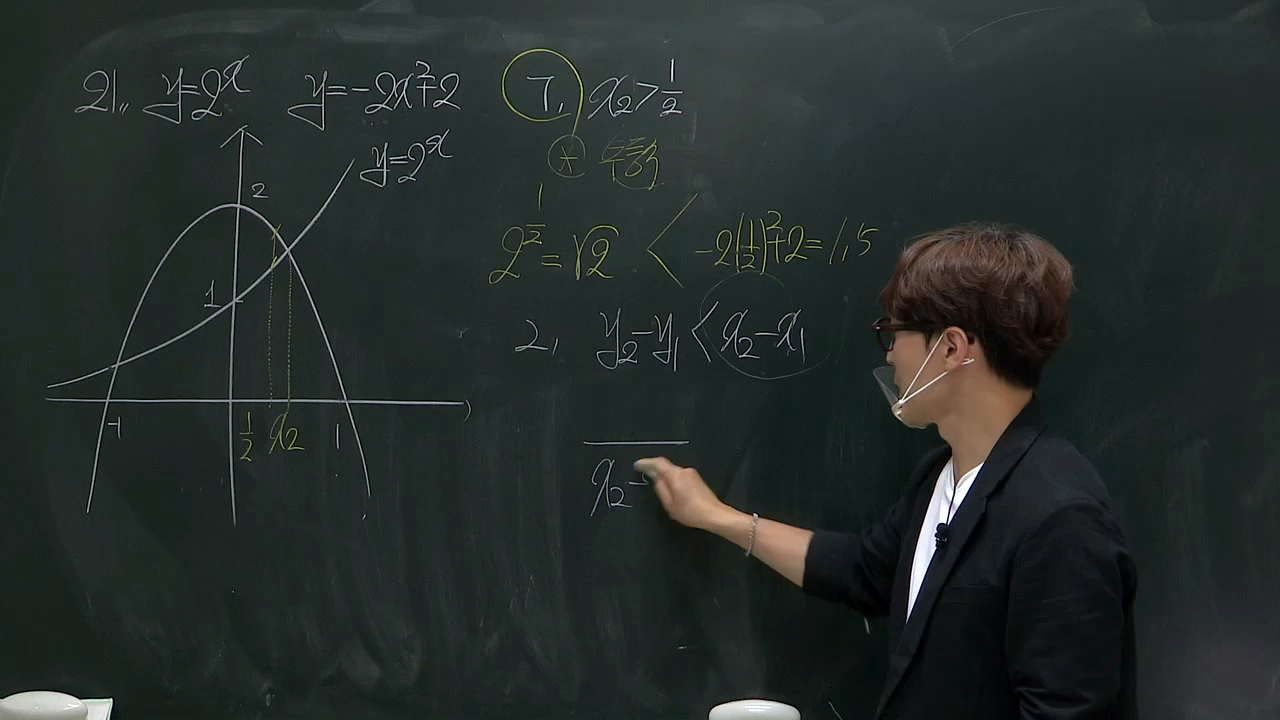 21. y=2^x y=-2x²+2
ㄱ. x₂>1/2
y=2^x
2
1
-1
1/2 x₂ 1
2^(1/2)=√2 < -2(1/2)²+2=1.5
2. y₂-y₁<x₂-x₁
x₂-